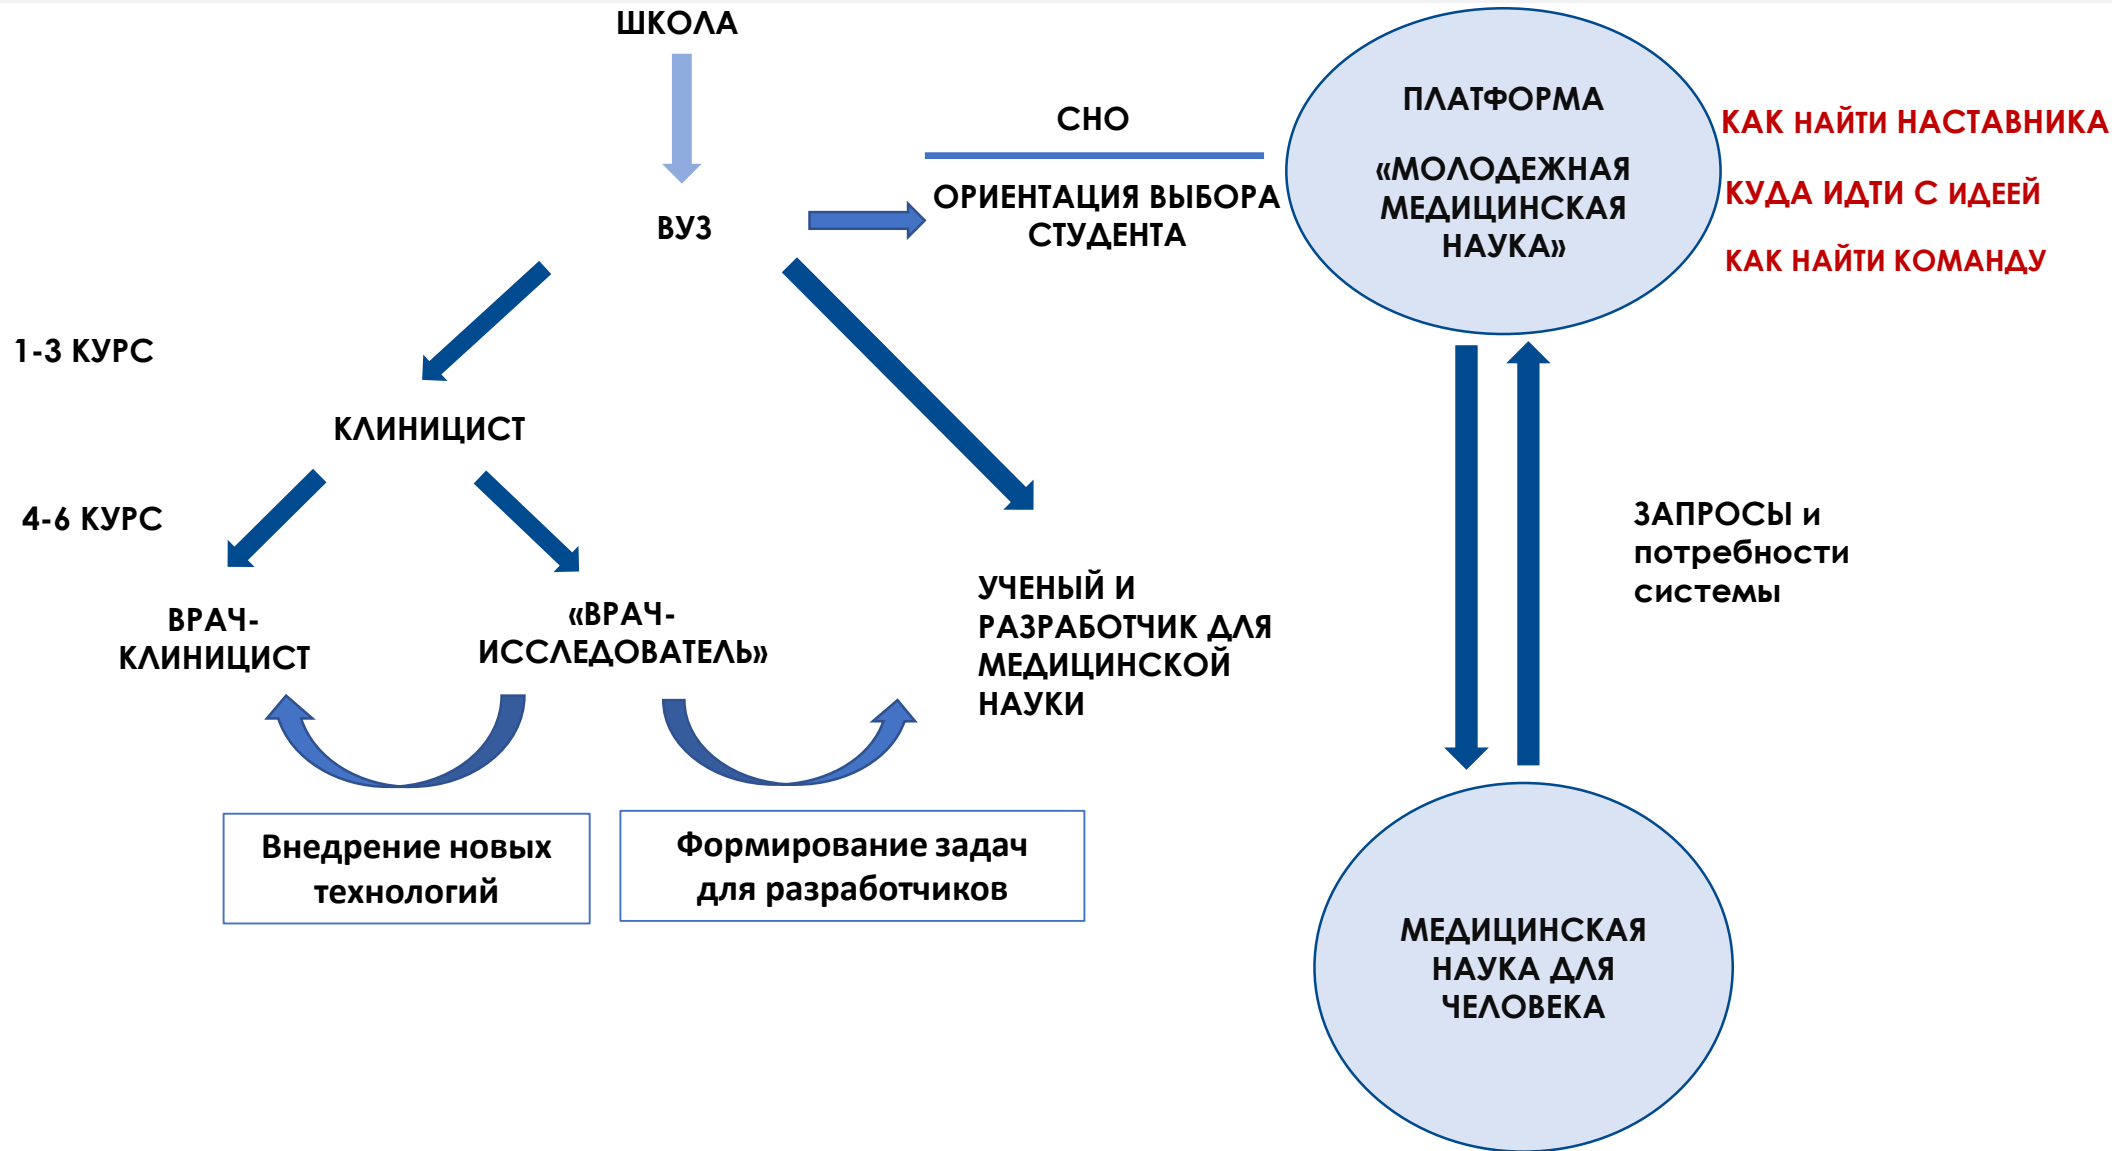 ШКОЛА
ВУЗ
СНО
ОРИЕНТАЦИЯ ВЫБОРА
СТУДЕНТА
ПЛАТФОРМА
«МОЛОДЕЖНАЯ
МЕДИЦИНСКАЯ
НАУКА»
КАК НАЙТИ НАСТАВНИКА
КУДА ИДТИ С ИДЕЕЙ
КАК НАЙТИ КОМАНДУ
1-3 КУРС
КЛИНИЦИСТ
4-6 КУРС
ВРАЧ-
КЛИНИЦИСТ
«ВРАЧ-
ИССЛЕДОВАТЕЛЬ»
УЧЕНЫЙ И
РАЗРАБОТЧИК ДЛЯ
МЕДИЦИНСКОЙ
НАУКИ
ЗАПРОСЫ и
потребности
системы
Внедрение новых
технологий
Формирование задач
для разработчиков
МЕДИЦИНСКАЯ
НАУКА ДЛЯ
ЧЕЛОВЕКА